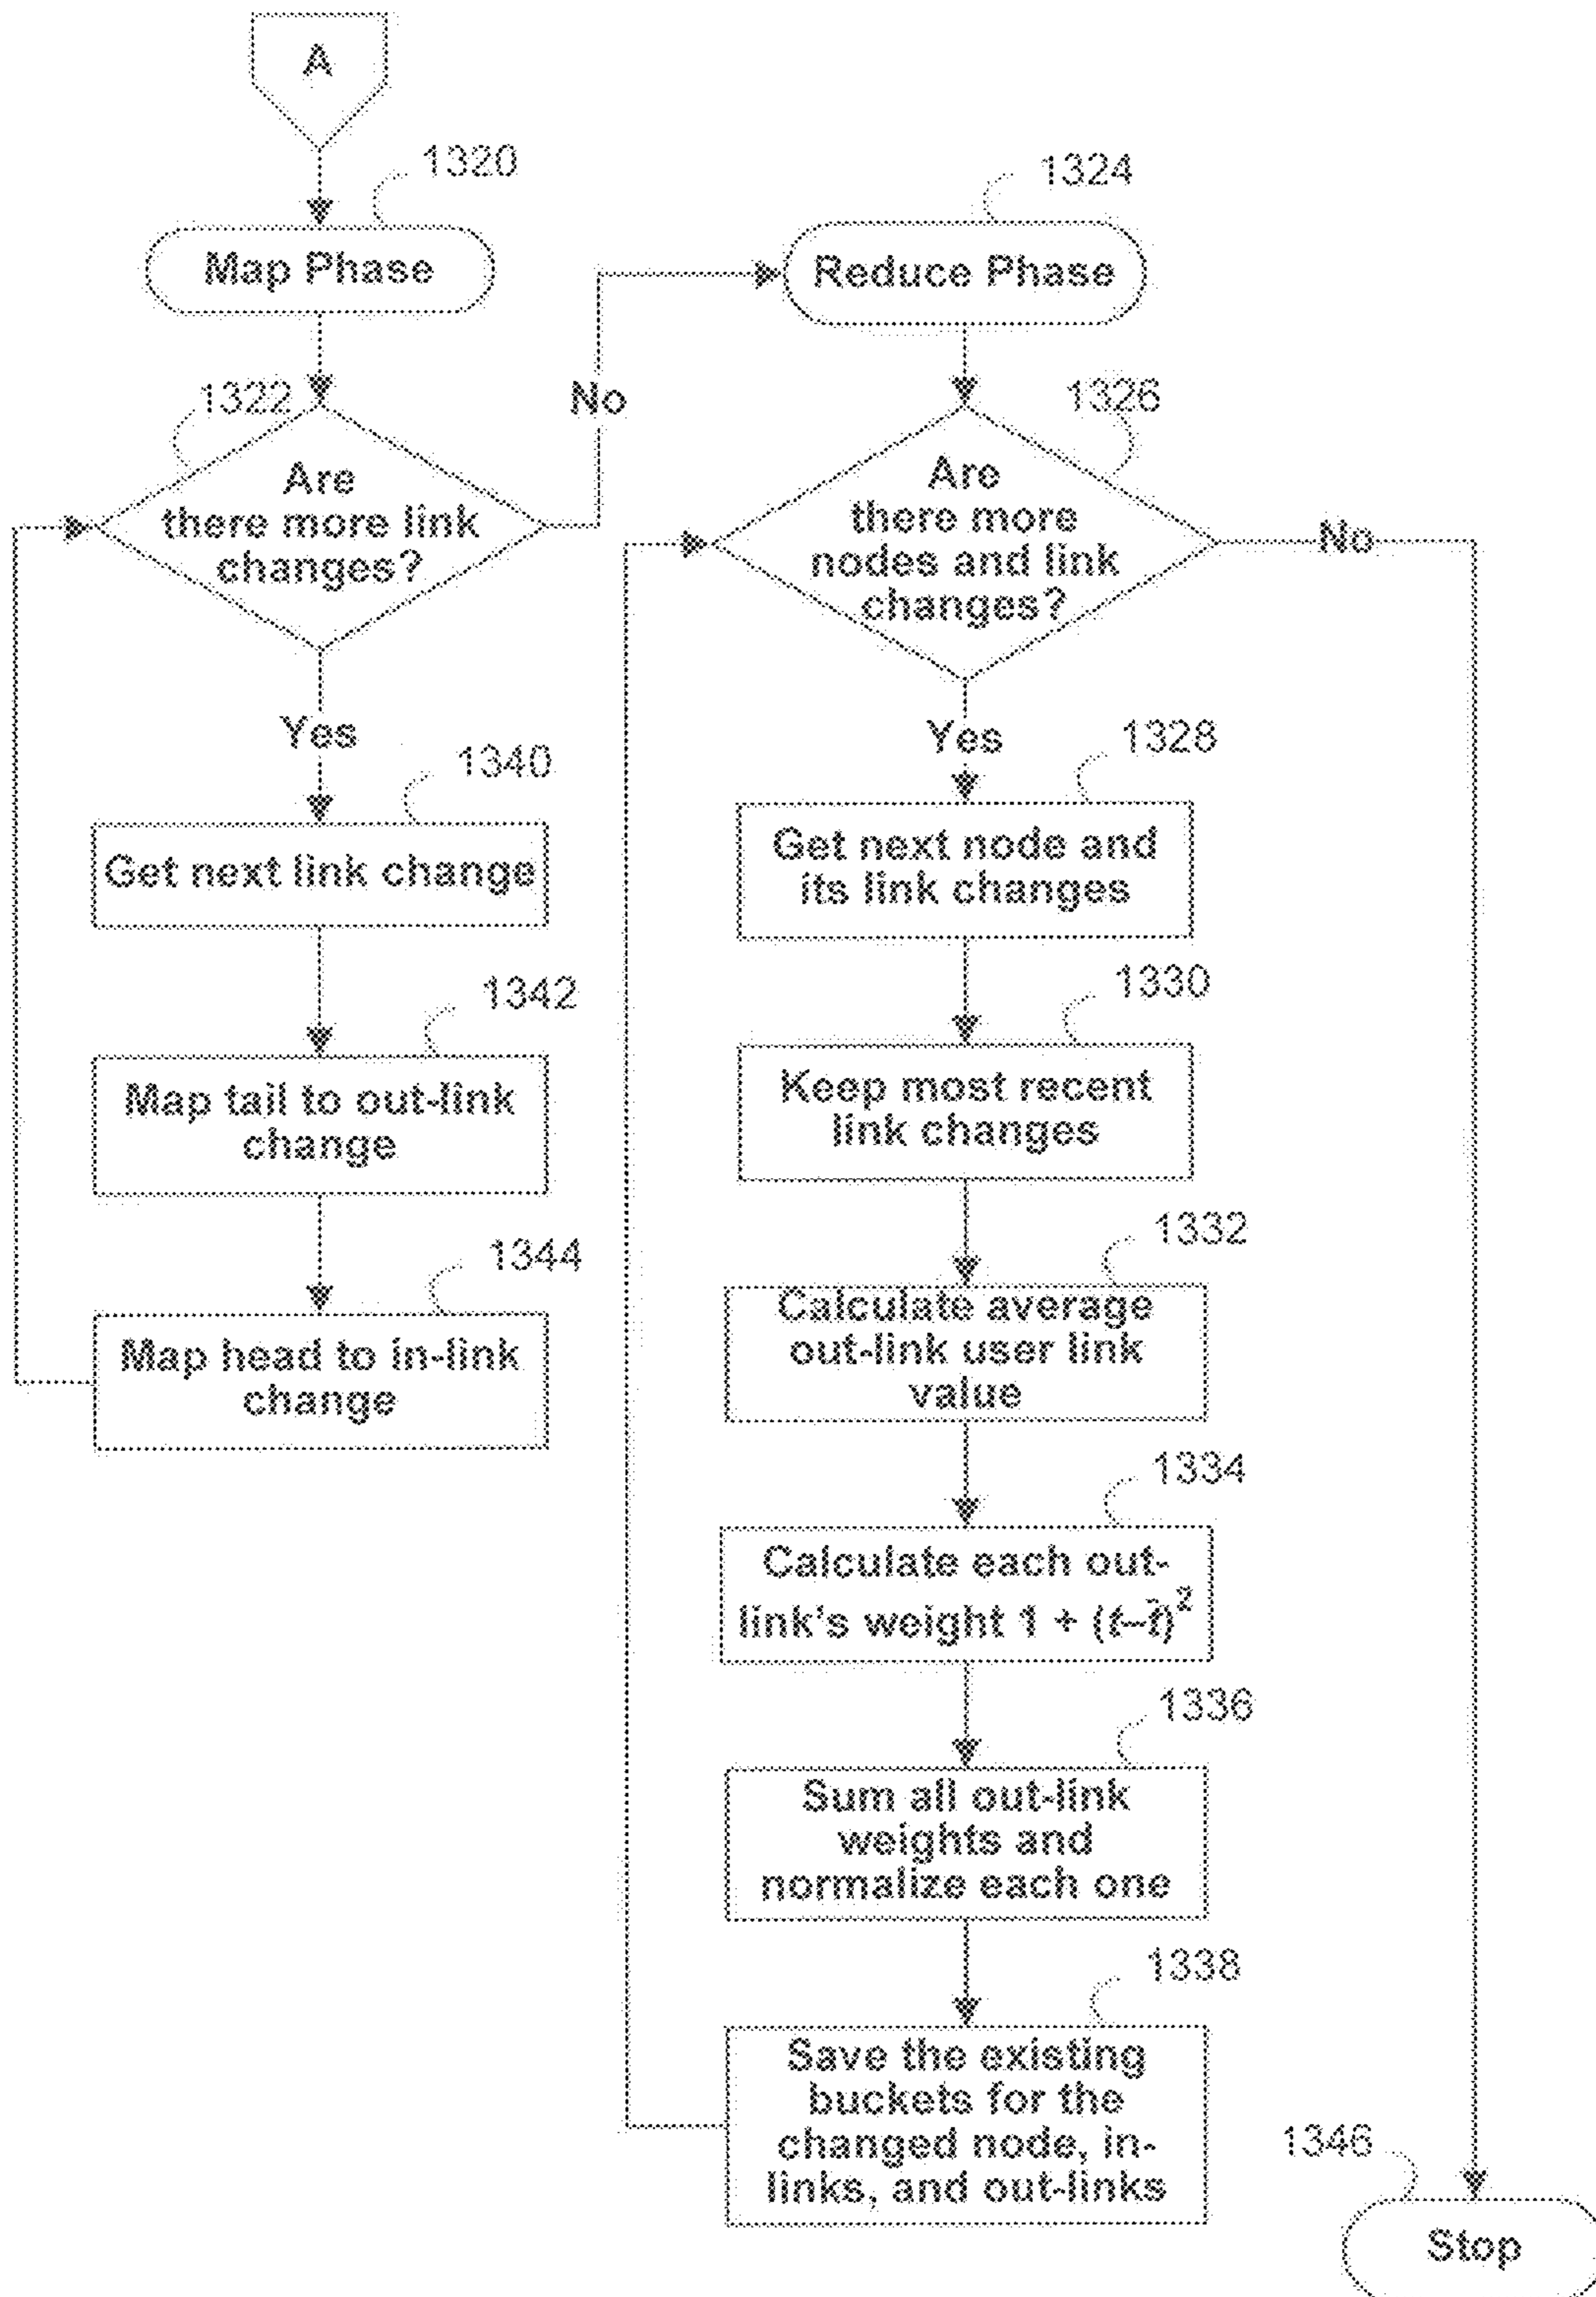 A
1320
Map Phase
1322
Are
there more link
changes?
No
Yes
1340
Get next link change
1342
Map tail to out-link
change
1344
Map head to in-link
change
1324
Reduce Phase
1326
Are
there more
nodes and link
changes?
No
Yes
1328
Get next node and
its link changes
1330
Keep most recent
link changes
1332
Calculate average
out-link user link
value
1334
Calculate each out-
link's weight 1 + (t–t̄)²
1336
Sum all out-link
weights and
normalize each one
1338
Save the existing
buckets for the
changed node, in-
links, and out-links
1346
Stop